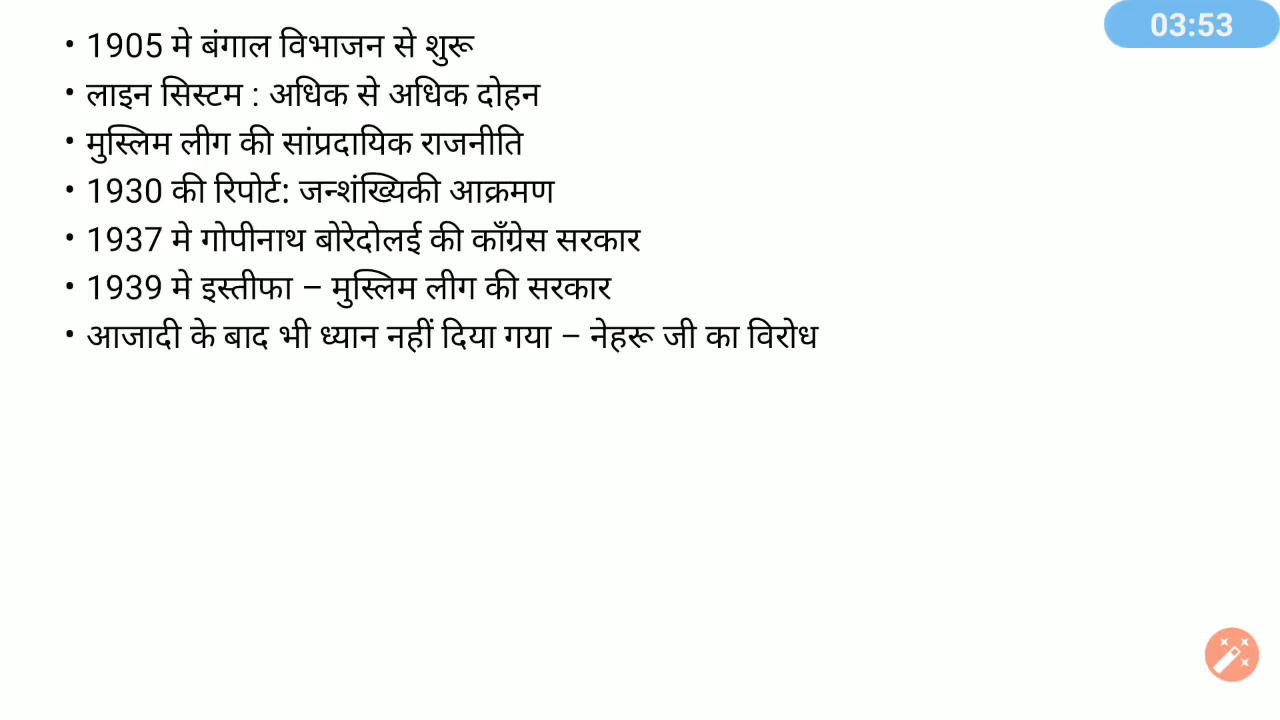 03:53
• 1905 मे बंगाल विभाजन से शुरू
• लाइन सिस्टम : अधिक से अधिक दोहन
• मुस्लिम लीग की सांप्रदायिक राजनीति
• 1930 की रिपोर्ट: जन्शंख्यिकी आक्रमण
• 1937 मे गोपीनाथ बोरेदोलई की काँग्रेस सरकार
• 1939 मे इस्तीफा – मुस्लिम लीग की सरकार
• आजादी के बाद भी ध्यान नहीं दिया गया – नेहरू जी का विरोध